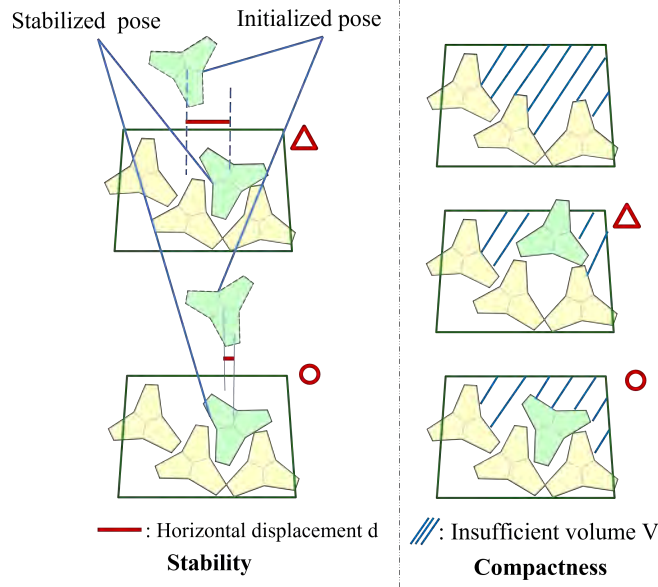 Stabilized pose
Initialized pose
: Horizontal displacement d
Stability
: Insufficient volume V
Compactness